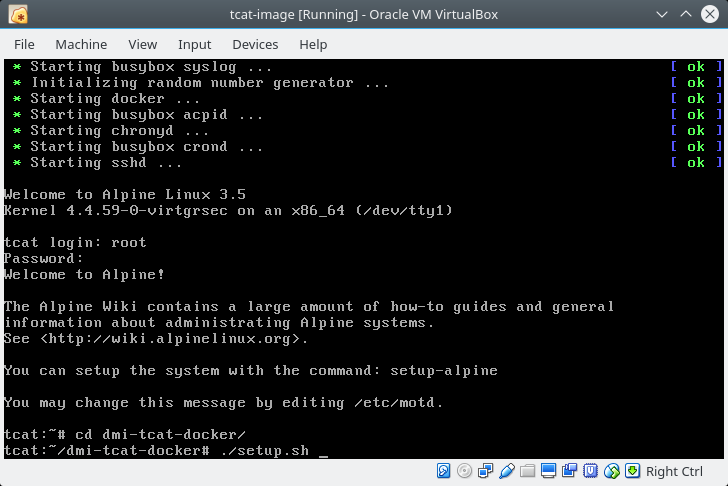 tcat-image [Running] - Oracle VM VirtualBox
File Machine View Input Devices Help
* Starting busybox syslog ... [ ok ]
* Initializing random number generator ... [ ok ]
* Starting docker ... [ ok ]
* Starting busybox acpid ... [ ok ]
* Starting chronyd ... [ ok ]
* Starting busybox crond ... [ ok ]
* Starting sshd ... [ ok ]
Welcome to Alpine Linux 3.5
Kernel 4.4.59-0-virtgrsec on an x86_64 (/dev/tty1)
tcat login: root
Password:
Welcome to Alpine!
The Alpine Wiki contains a large amount of how-to guides and general
information about administrating Alpine systems.
See <http://wiki.alpinelinux.org>.
You can setup the system with the command: setup-alpine
You may change this message by editing /etc/motd.
tcat:~# cd dmi-tcat-docker/
tcat:~/dmi-tcat-docker# ./setup.sh _
Right Ctrl